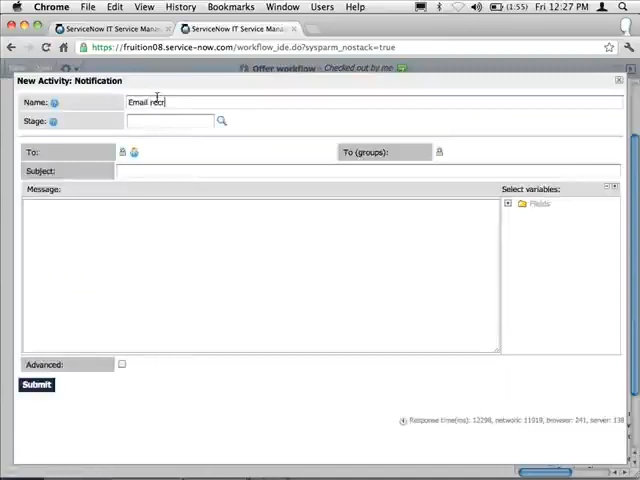 Chrome File Edit View History Bookmarks Window Users Help (1:55) Fri 12:27 PM
ServiceNow IT Service Mana
ServiceNow IT Service Mana
https://fruition08.service-now.com/workflow_ide.do?sysparm_nostack=true
Offer workflow - Checked out by me
New Activity: Notification
Name: Email recr
Stage:
To: To (groups):
Subject:
Message: Select variables:
Fields
Advanced:
Submit
Response time(ms): 12298, network: 11919, browser: 241, server: 138